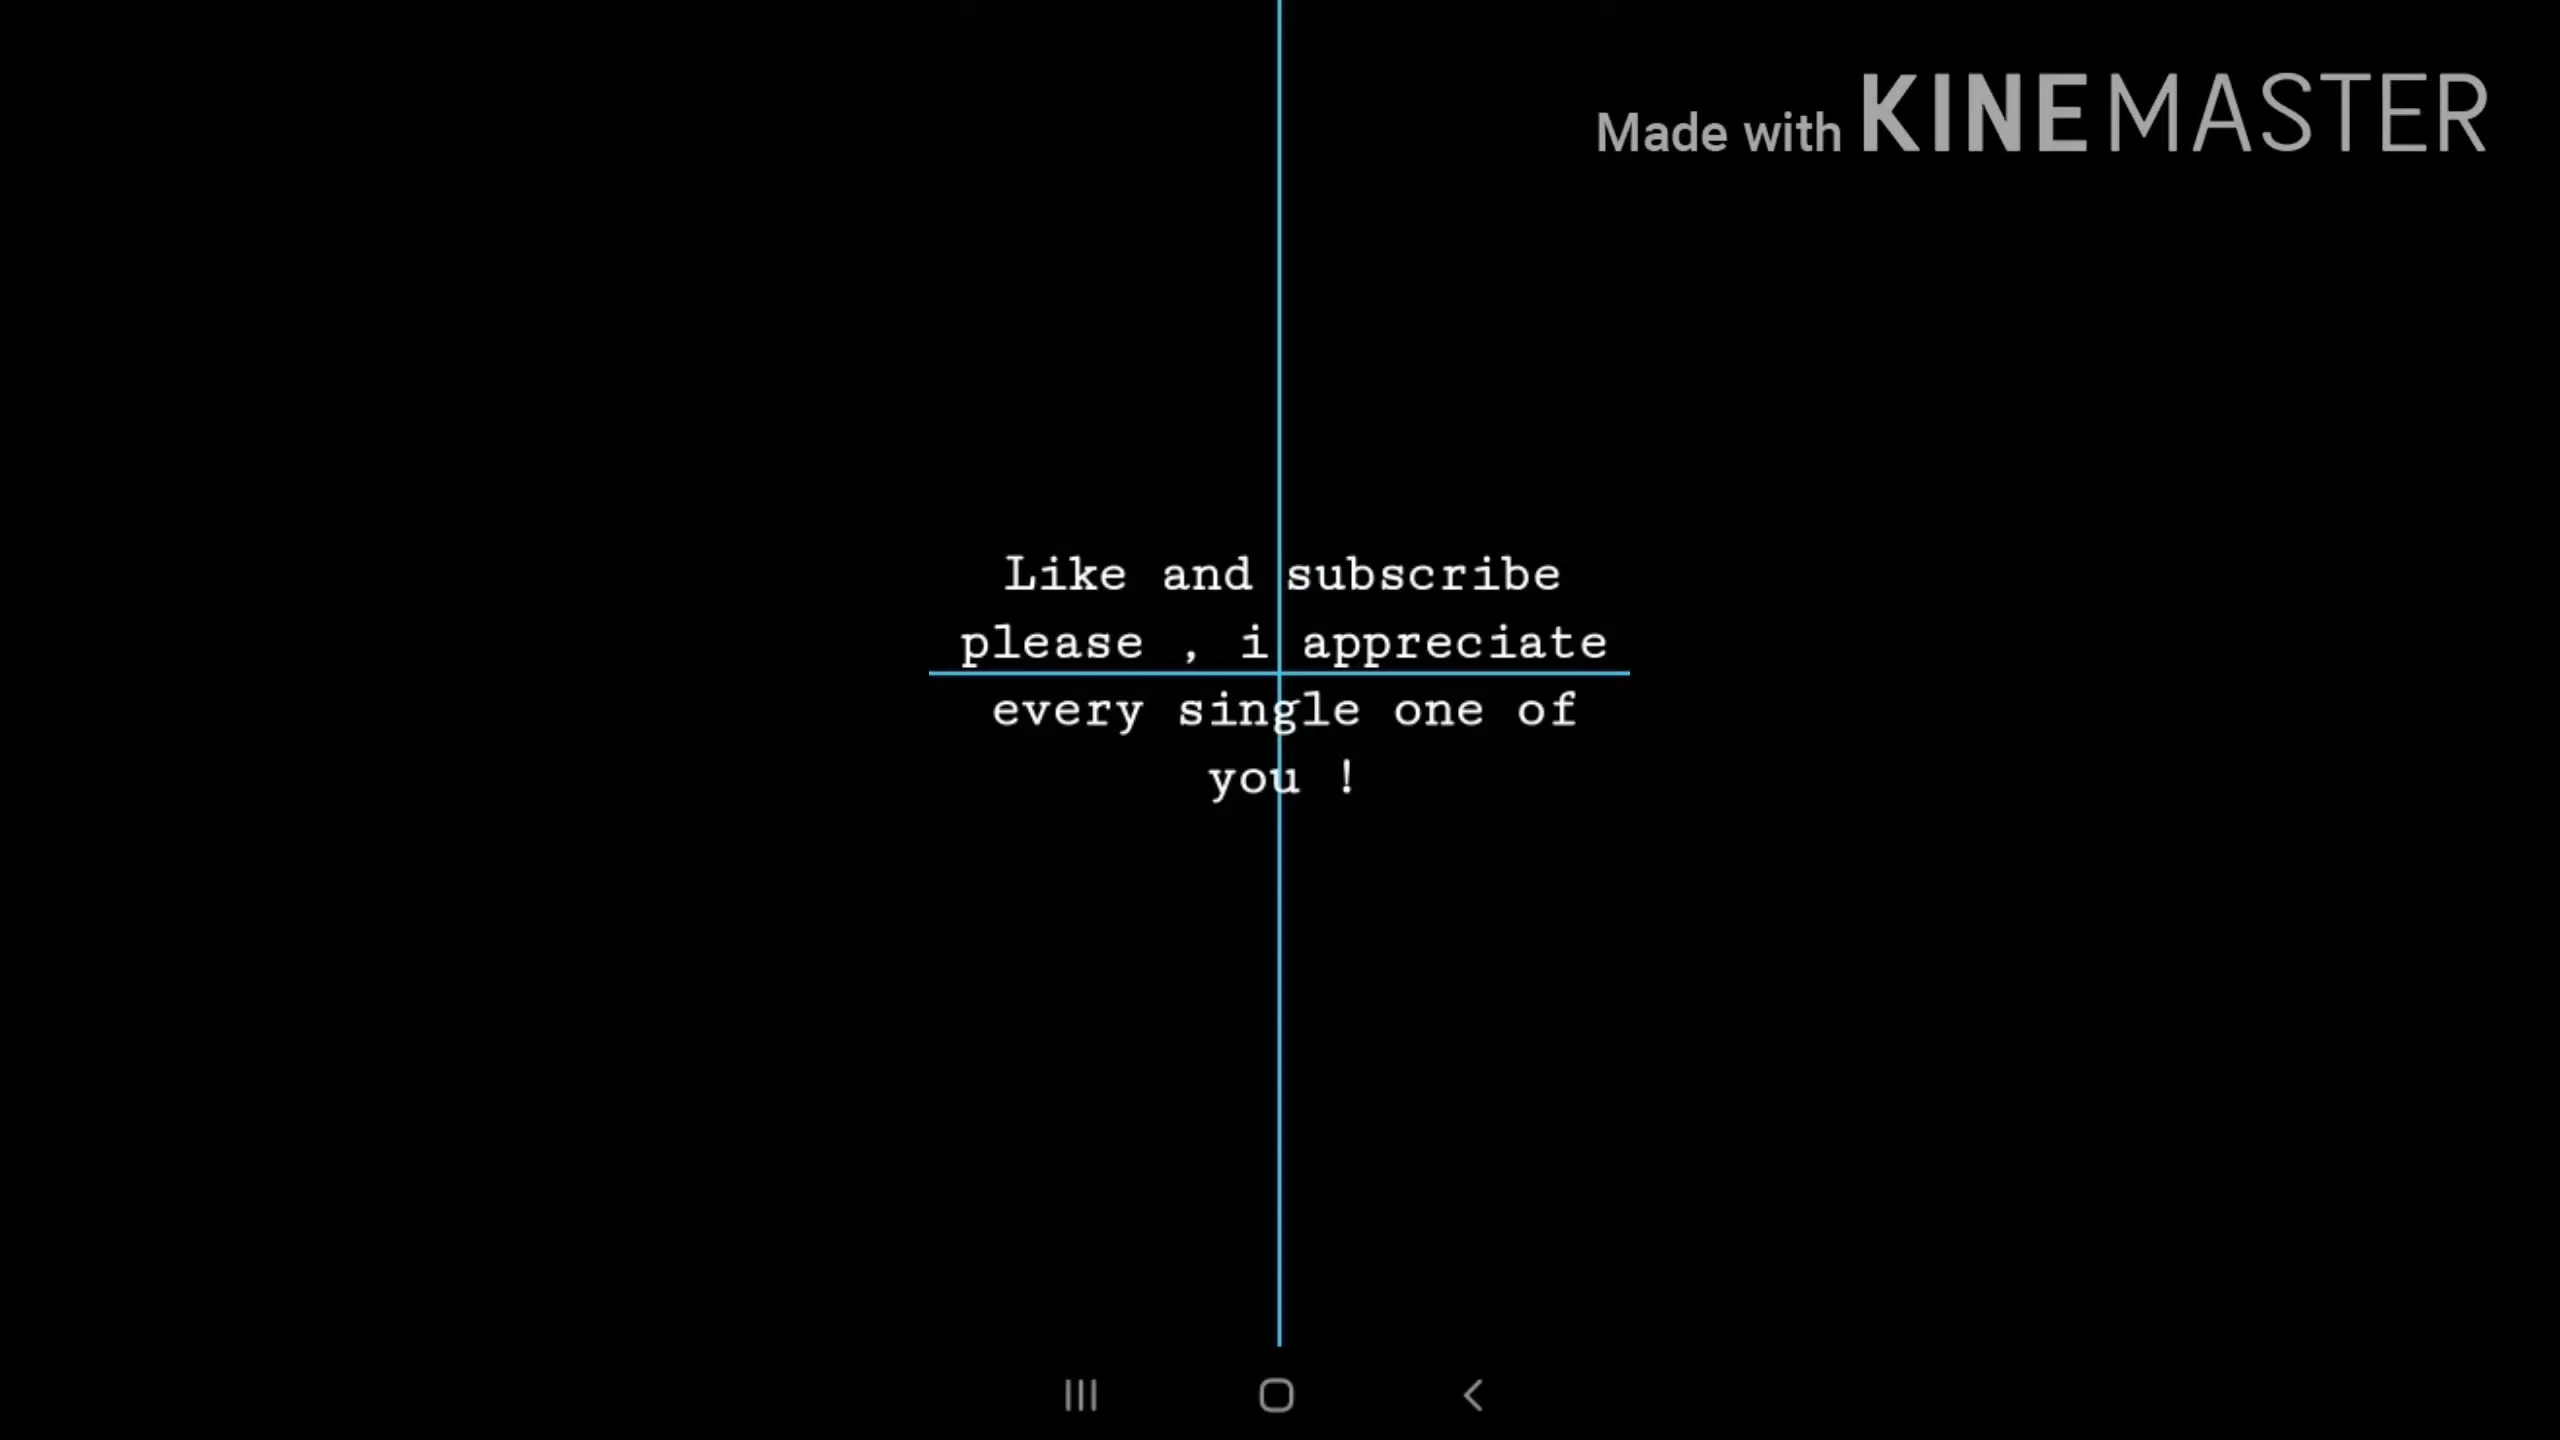 Made with KINEMASTER
Like and subscribe
please , i appreciate
every single one of
you !